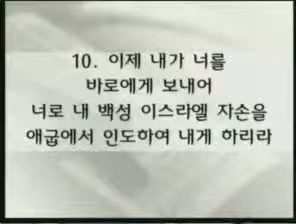 10. 이제 내가 너를
바로에게 보내어
너로 내 백성 이스라엘 자손을
애굽에서 인도하여 내게 하리라